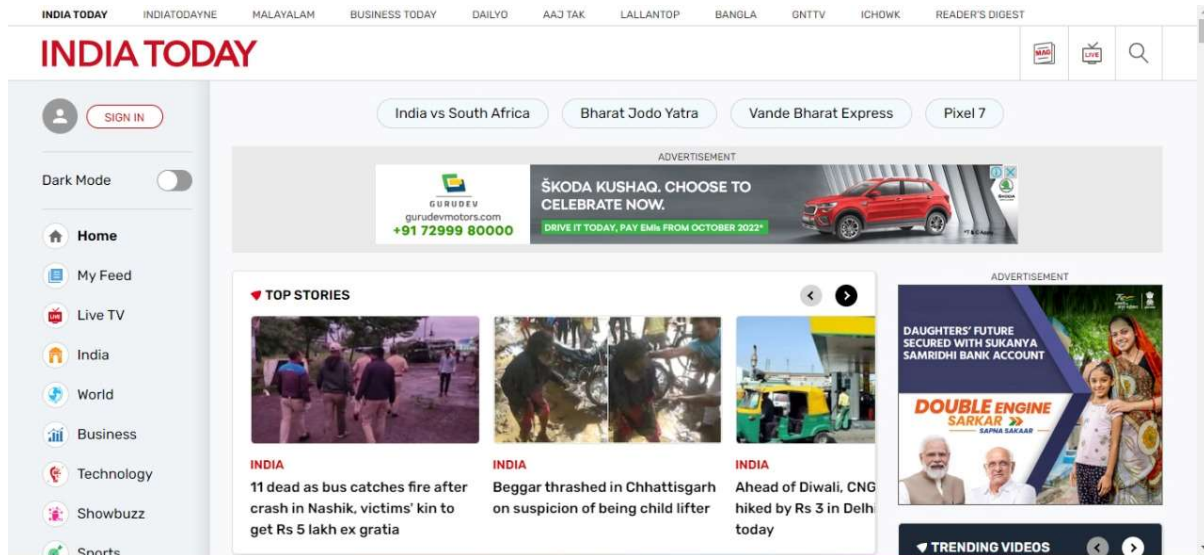 INDIA TODAY INDIATODAYNE MALAYALAM BUSINESS TODAY DAILYO AAJ TAK LALLANTOP BANGLA GNTTV ICHOWK READER'S DIGEST
INDIA TODAY
MAG
LIVE
SIGN IN
India vs South Africa Bharat Jodo Yatra Vande Bharat Express Pixel 7
Dark Mode
ADVERTISEMENT
GURUDEV
gurudevmotors.com
+91 72999 80000
ŠKODA KUSHAQ. CHOOSE TO
CELEBRATE NOW.
DRIVE IT TODAY, PAY EMIs FROM OCTOBER 2022*
Home
My Feed
Live TV
India
World
Business
Technology
Showbuzz
Sports
TOP STORIES
INDIA
11 dead as bus catches fire after
crash in Nashik, victims' kin to
get Rs 5 lakh ex gratia
INDIA
Beggar thrashed in Chhattisgarh
on suspicion of being child lifter
INDIA
Ahead of Diwali, CNG
hiked by Rs 3 in Delh
today
ADVERTISEMENT
DAUGHTERS' FUTURE
SECURED WITH SUKANYA
SAMRIDHI BANK ACCOUNT
DOUBLE ENGINE
SARKAR
SAPNA SAKAAR
TRENDING VIDEOS